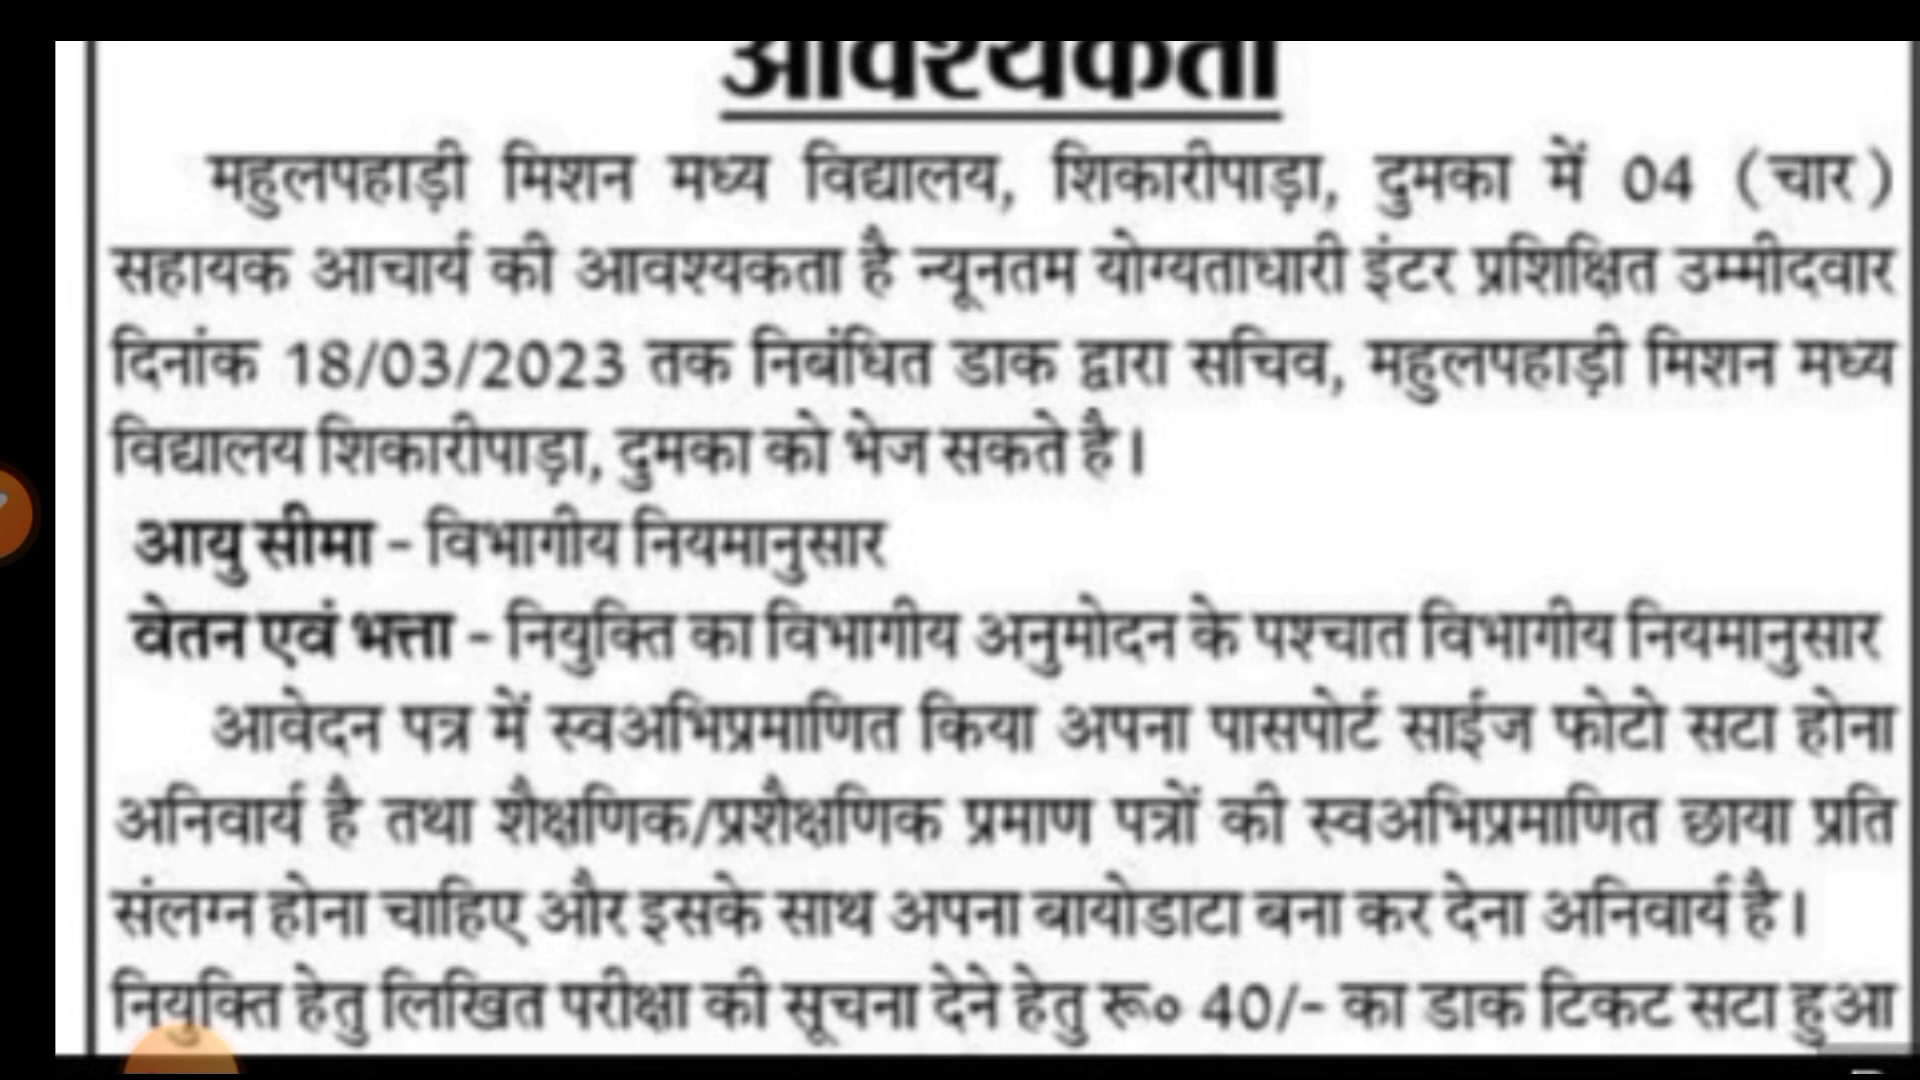 आवश्यकता
महुलपहाड़ी मिशन मध्य विद्यालय, शिकारीपाड़ा, दुमका में 04 (चार)
सहायक आचार्य की आवश्यकता है न्यूनतम योग्यताधारी इंटर प्रशिक्षित उम्मीदवार
दिनांक 18/03/2023 तक निबंधित डाक द्वारा सचिव, महुलपहाड़ी मिशन मध्य
विद्यालय शिकारीपाड़ा, दुमका को भेज सकते है।
आयु सीमा - विभागीय नियमानुसार
वेतन एवं भत्ता - नियुक्ति का विभागीय अनुमोदन के पश्चात विभागीय नियमानुसार
आवेदन पत्र में स्वअभिप्रमाणित किया अपना पासपोर्ट साईज फोटो सटा होना
अनिवार्य है तथा शैक्षणिक/प्रशैक्षणिक प्रमाण पत्रों की स्वअभिप्रमाणित छाया प्रति
संलग्न होना चाहिए और इसके साथ अपना बायोडाटा बना कर देना अनिवार्य है।
नियुक्ति हेतु लिखित परीक्षा की सूचना देने हेतु रू० 40/- का डाक टिकट सटा हुआ